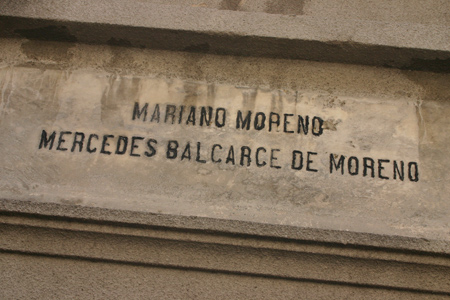 MARIANO MORENO
MERCEDES BALCARCE DE MORENO